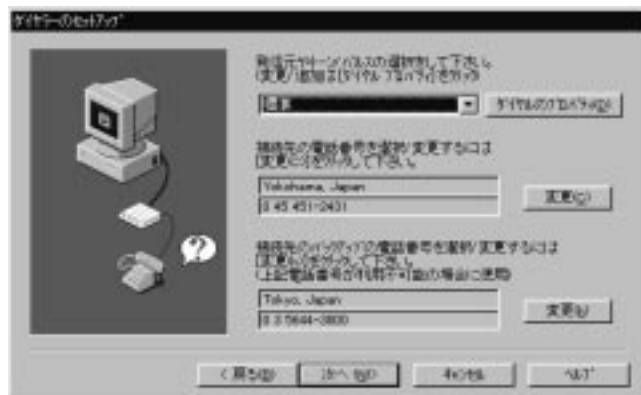 ダイヤラーのセットアップ
発信元やトーン/パルスの選択をして下さい。
(変更/追加は[ダイヤル プロパティ]をクリック)
ダイヤルのプロパティ(D)
接続先の電話番号を選択/変更するには
[変更(C)]をクリックして下さい。
Yokohama, Japan
0 45 451-2431
変更(C)
接続先のバックアップの電話番号を選択/変更するには
[変更(h)]をクリックして下さい。
(上記電話番号が利用不可能の場合に使用)
Tokyo, Japan
0 3 5644-3800
変更
< 戻る(B)
次へ (N)>
キャンセル
ヘルプ